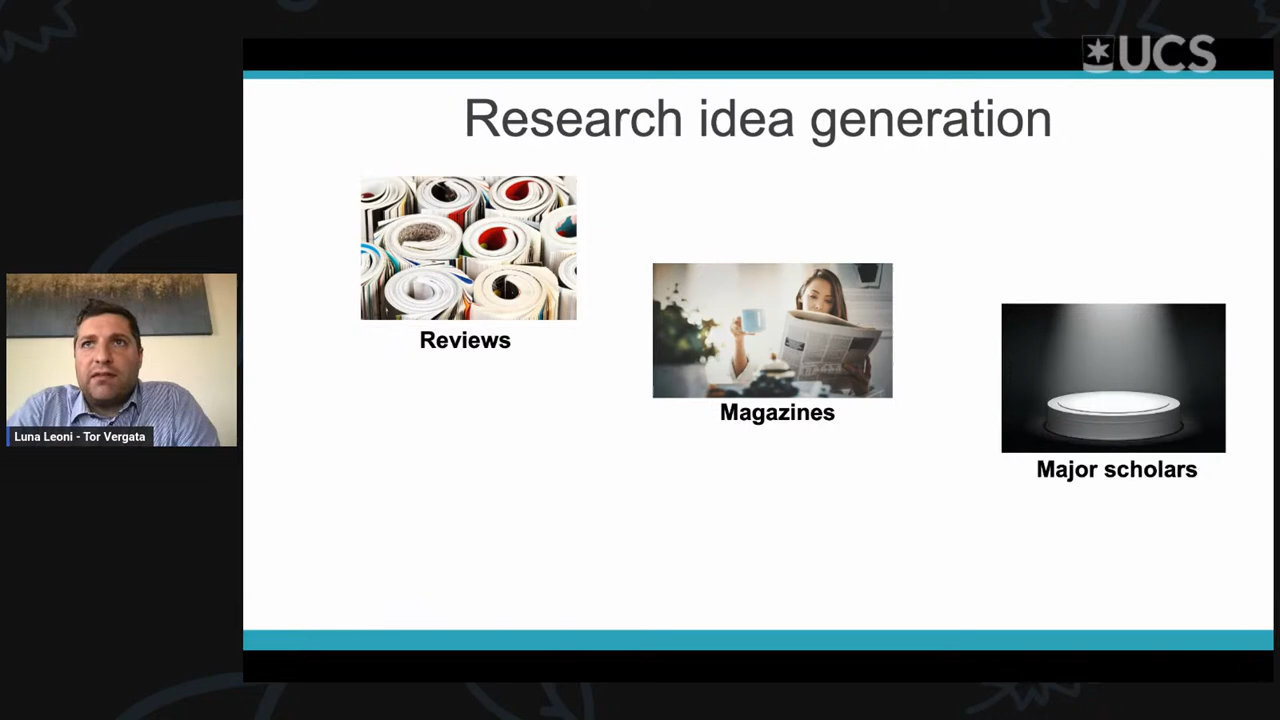 UCS
Research idea generation
Reviews
Magazines
Major scholars
Luna Leoni - Tor Vergata